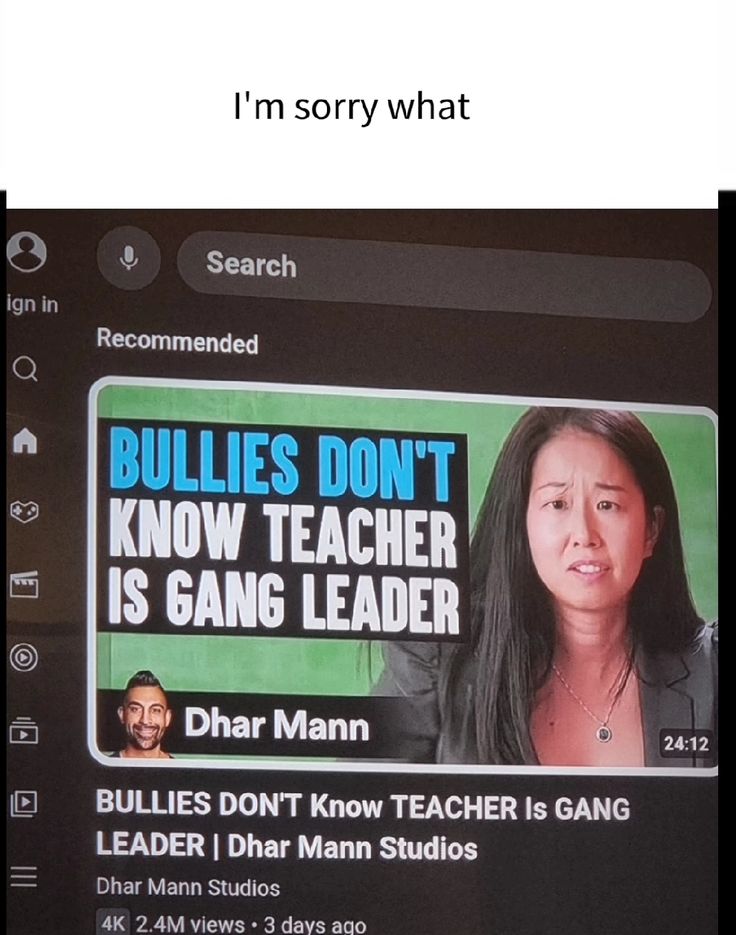 I'm sorry what
ign in
Search
Recommended
BULLIES DON'T
KNOW TEACHER
IS GANG LEADER
Dhar Mann
24:12
BULLIES DON'T Know TEACHER Is GANG
LEADER | Dhar Mann Studios
Dhar Mann Studios
4K 2.4M views • 3 days ago